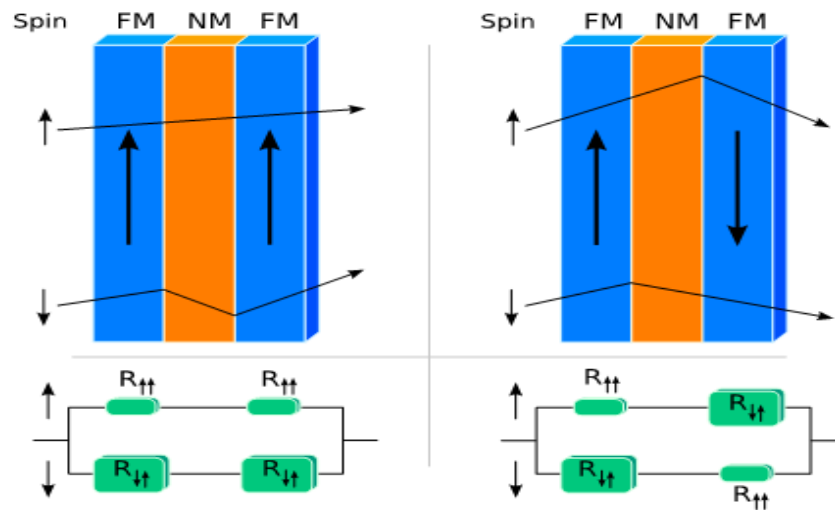 Spin FM NM FM
Spin FM NM FM
R↑↑ R↑↑
R↓↑ R↓↑
R↑↑ R↓↑
R↓↑ R↑↑